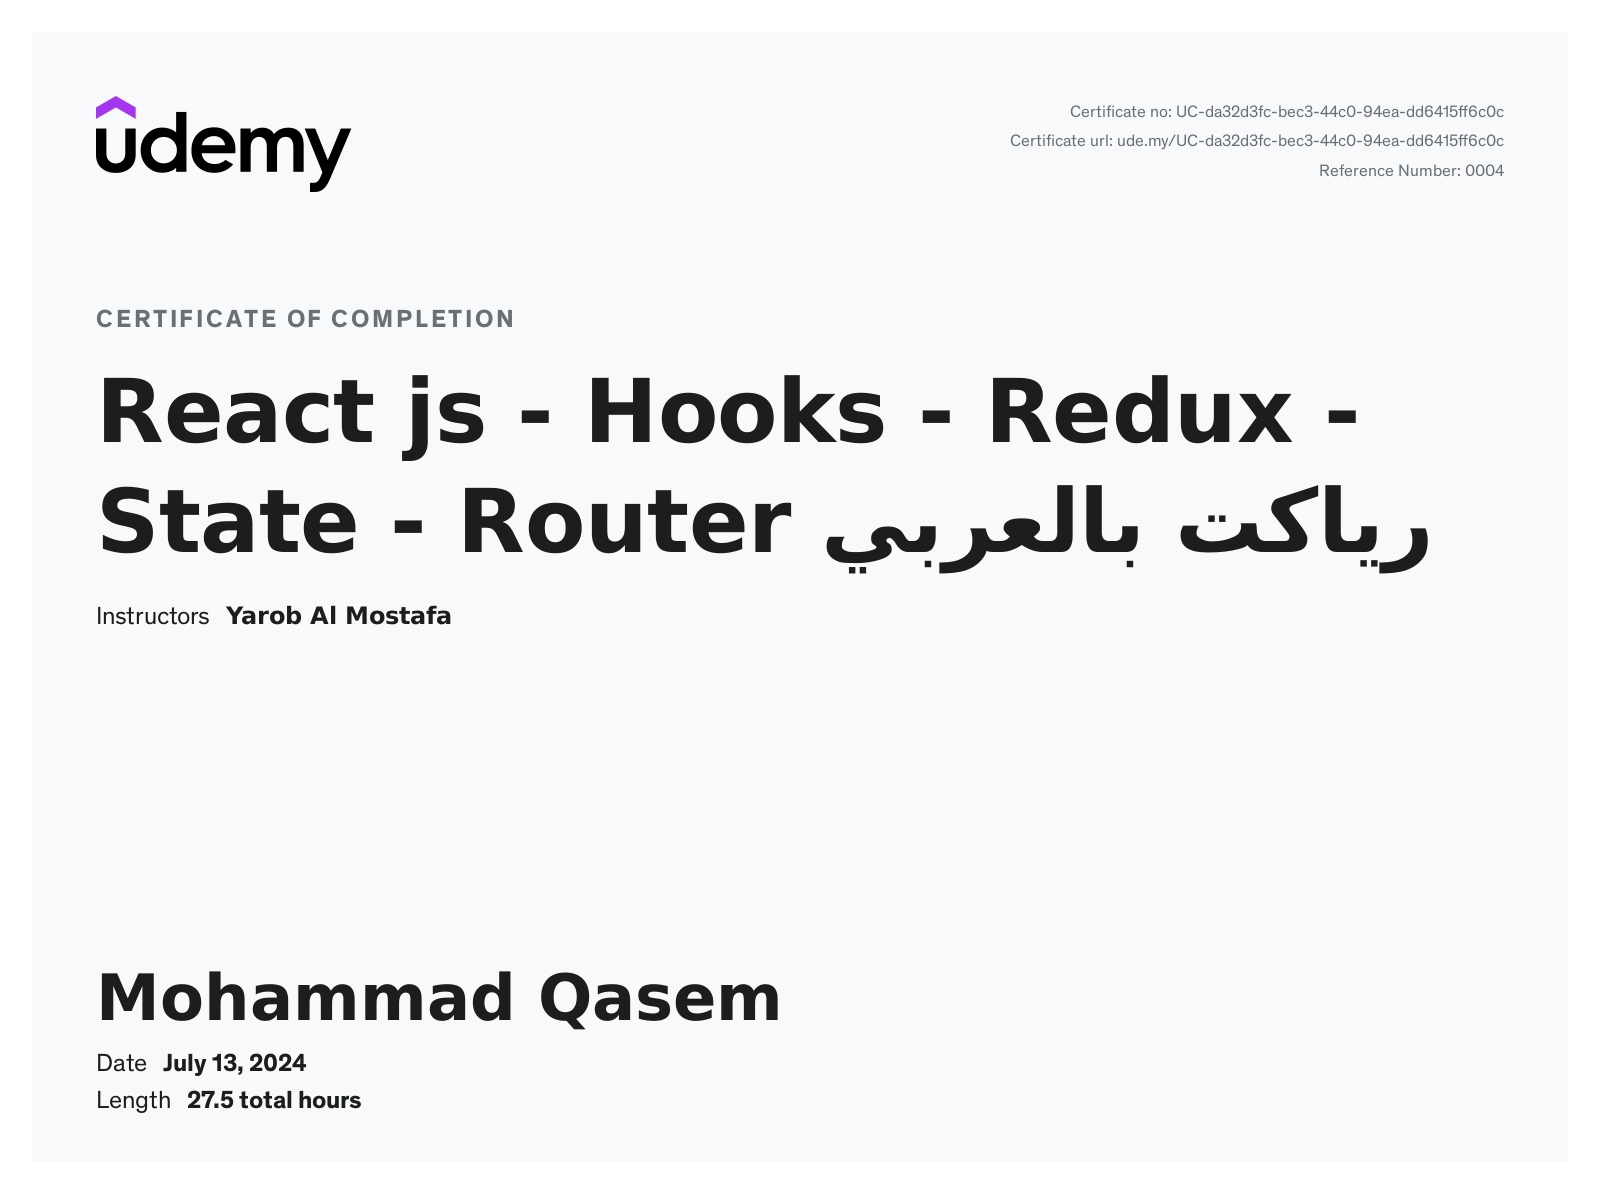 udemy
Certificate no: UC-da32d3fc-bec3-44c0-94ea-dd6415ff6c0c
Certificate url: ude.my/UC-da32d3fc-bec3-44c0-94ea-dd6415ff6c0c
Reference Number: 0004
CERTIFICATE OF COMPLETION
React js - Hooks - Redux -
State - Router رياكت بالعربي
Instructors Yarob Al Mostafa
Mohammad Qasem
Date July 13, 2024
Length 27.5 total hours